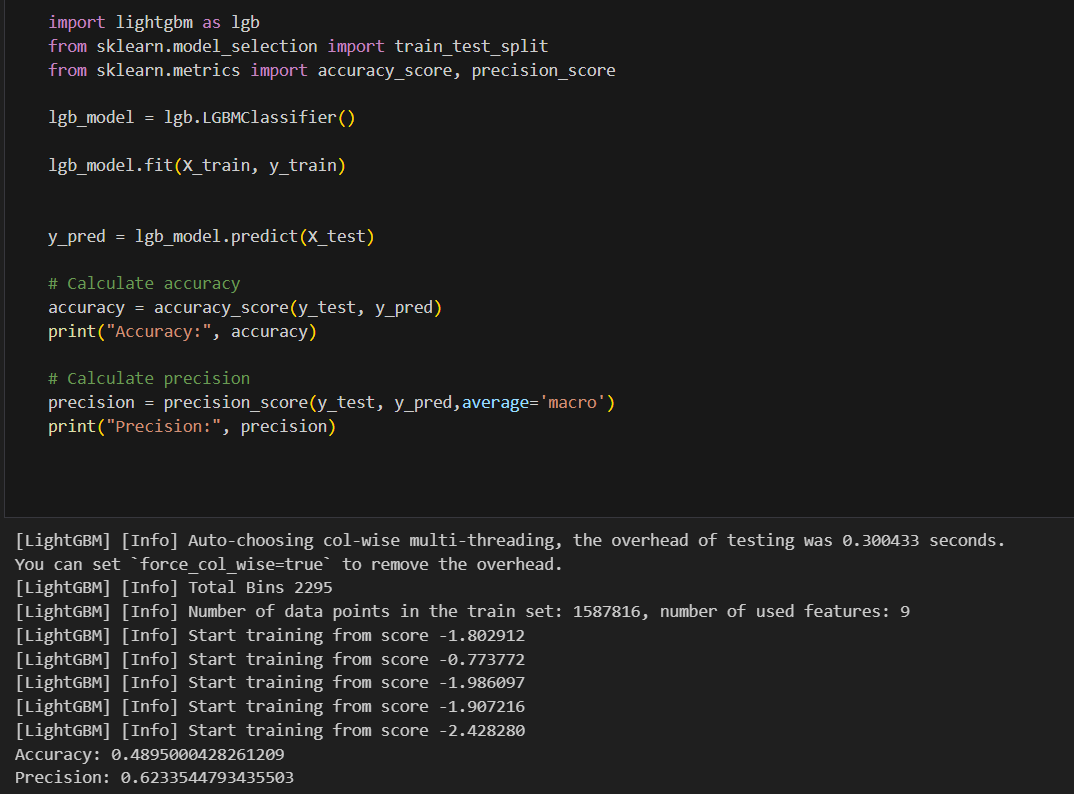 import lightgbm as lgb
from sklearn.model_selection import train_test_split
from sklearn.metrics import accuracy_score, precision_score
lgb_model = lgb.LGBMClassifier()
lgb_model.fit(X_train, y_train)
y_pred = lgb_model.predict(X_test)
# Calculate accuracy
accuracy = accuracy_score(y_test, y_pred)
print("Accuracy:", accuracy)
# Calculate precision
precision = precision_score(y_test, y_pred,average='macro')
print("Precision:", precision)
[LightGBM] [Info] Auto-choosing col-wise multi-threading, the overhead of testing was 0.300433 seconds.
You can set `force_col_wise=true` to remove the overhead.
[LightGBM] [Info] Total Bins 2295
[LightGBM] [Info] Number of data points in the train set: 1587816, number of used features: 9
[LightGBM] [Info] Start training from score -1.802912
[LightGBM] [Info] Start training from score -0.773772
[LightGBM] [Info] Start training from score -1.986097
[LightGBM] [Info] Start training from score -1.907216
[LightGBM] [Info] Start training from score -2.428280
Accuracy: 0.4895000428261209
Precision: 0.6233544793435503